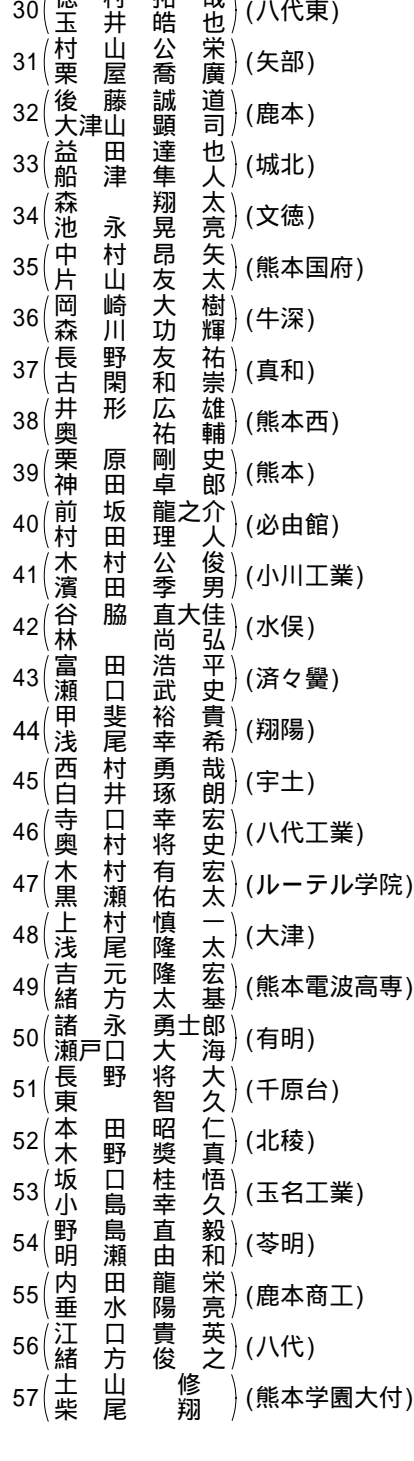 30 (徳村拓哉 (八代東)
玉井皓也)
31 (村山公栄 (矢部)
栗屋喬廣)
32 (後藤誠道 (鹿本)
大津山顕司)
33 (益田達也 (城北)
船津隼人)
34 (森翔太 (文徳)
池永晃亮)
35 (中村昂矢 (熊本国府)
片山友太)
36 (岡崎大樹 (牛深)
森川功輝)
37 (長野友祐 (真和)
古閑和崇)
38 (井形広雄 (熊本西)
奥祐輔)
39 (栗原剛史 (熊本)
神田卓郎)
40 (前坂龍之介 (必由館)
村田理人)
41 (木村公俊 (小川工業)
濱田季男)
42 (谷脇直大佳 (水俣)
林尚弘)
43 (富田浩平 (済々黌)
瀬口武史)
44 (甲斐裕貴 (翔陽)
浅尾幸希)
45 (西村勇哉 (宇土)
白井琢朗)
46 (寺口幸宏 (八代工業)
奥村将史)
47 (木村有宏 (ルーテル学院)
黒瀬佑太)
48 (上村慎一 (大津)
浅尾隆太)
49 (吉元隆宏 (熊本電波高専)
緒方太基)
50 (諸永勇士郎 (有明)
瀬戸口大海)
51 (長野将大 (千原台)
東智久)
52 (本田昭仁 (北稜)
木野奨真)
53 (坂口桂悟 (玉名工業)
小島幸久)
54 (野島直毅 (苓明)
明瀬由和)
55 (内田龍栄 (鹿本商工)
垂水陽亮)
56 (江口貴英 (八代)
緒方俊之)
57 (土山修 (熊本学園大付)
柴尾翔)